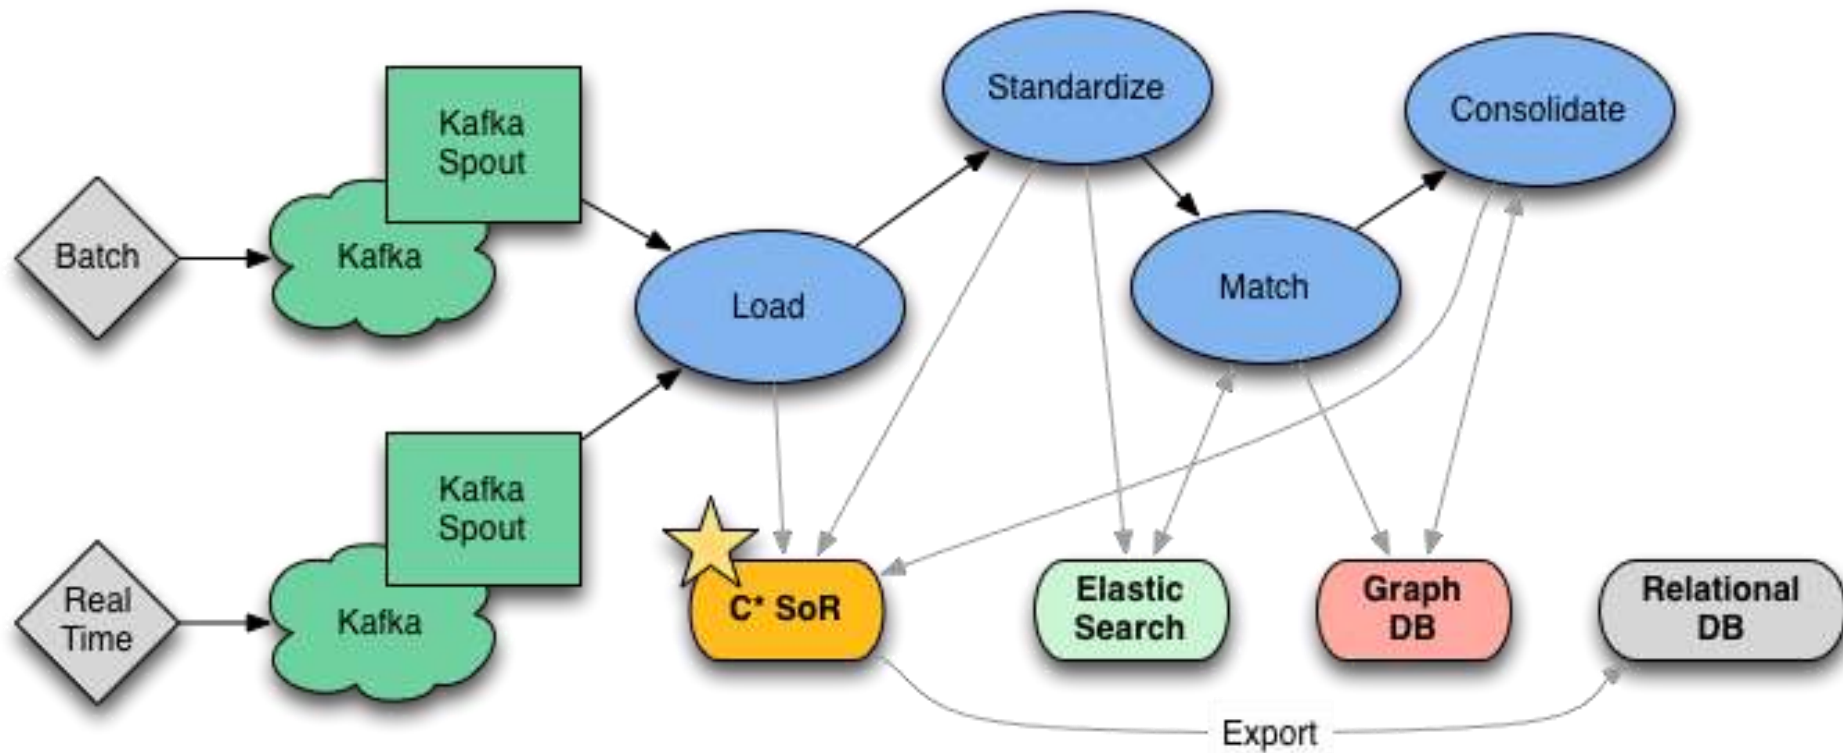 Kafka
Spout
Batch
Kafka
Standardize
Consolidate
Load
Match
Kafka
Spout
Real
Time
Kafka
C* SoR
Elastic
Search
Graph
DB
Relational
DB
Export